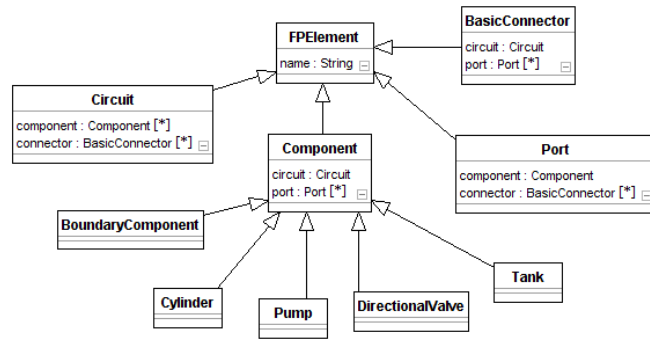 BasicConnector
circuit : Circuit
port : Port [*]
FPElement
name : String
Circuit
component : Component [*]
connector : BasicConnector [*]
Component
circuit : Circuit
port : Port [*]
Port
component : Component
connector : BasicConnector [*]
BoundaryComponent
Cylinder
Pump
DirectionalValve
Tank